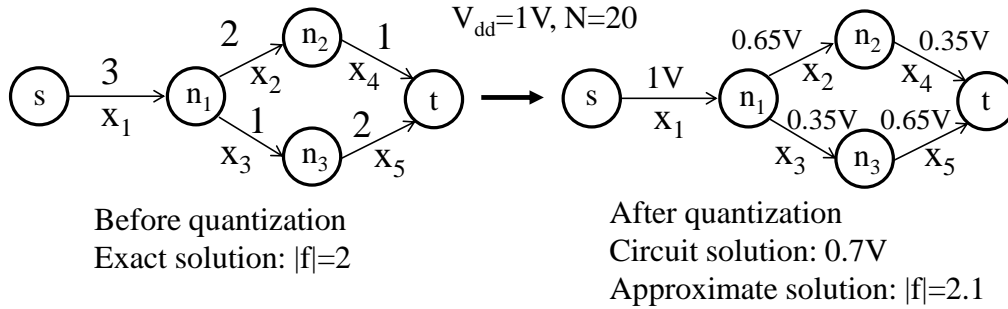 V_dd=1V, N=20
2
n_2
1
3
x_2
x_4
s
n_1
t
x_1
1
2
x_3
n_3
x_5
Before quantization
Exact solution: |f|=2
0.65V
n_2
0.35V
1V
x_2
x_4
s
n_1
t
x_1
0.35V
0.65V
x_3
n_3
x_5
After quantization
Circuit solution: 0.7V
Approximate solution: |f|=2.1